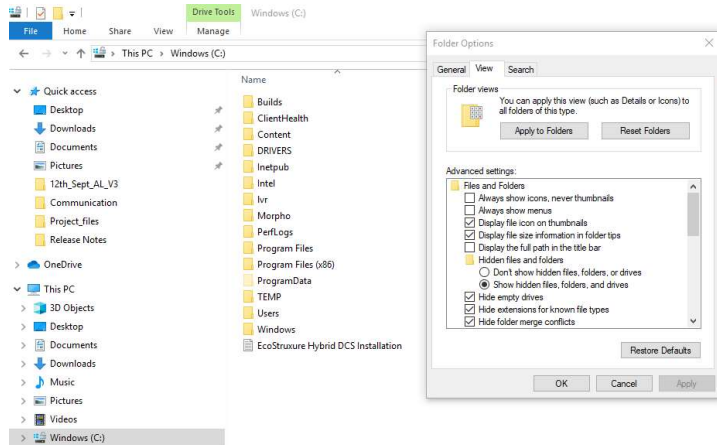 Drive Tools
Windows (C:)
File
Home
Share
View
Manage
This PC
Windows (C:)
Quick access
Desktop
Downloads
Documents
Pictures
12th_Sept_AL_V3
Communication
Project_files
Release Notes
OneDrive
This PC
3D Objects
Desktop
Documents
Downloads
Music
Pictures
Videos
Windows (C:)
Name
Builds
ClientHealth
Content
DRIVERS
Inetpub
Intel
Ivr
Morpho
PerfLogs
Program Files
Program Files (x86)
ProgramData
TEMP
Users
Windows
EcoStruxure Hybrid DCS Installation
Folder Options
General
View
Search
Folder views
You can apply this view (such as Details or Icons) to
all folders of this type.
Apply to Folders
Reset Folders
Advanced settings:
Files and Folders
Always show icons, never thumbnails
Always show menus
Display file icon on thumbnails
Display file size information in folder tips
Display the full path in the title bar
Hidden files and folders
Don't show hidden files, folders, or drives
Show hidden files, folders, and drives
Hide empty drives
Hide extensions for known file types
Hide folder merge conflicts
Restore Defaults
OK
Cancel
Apply